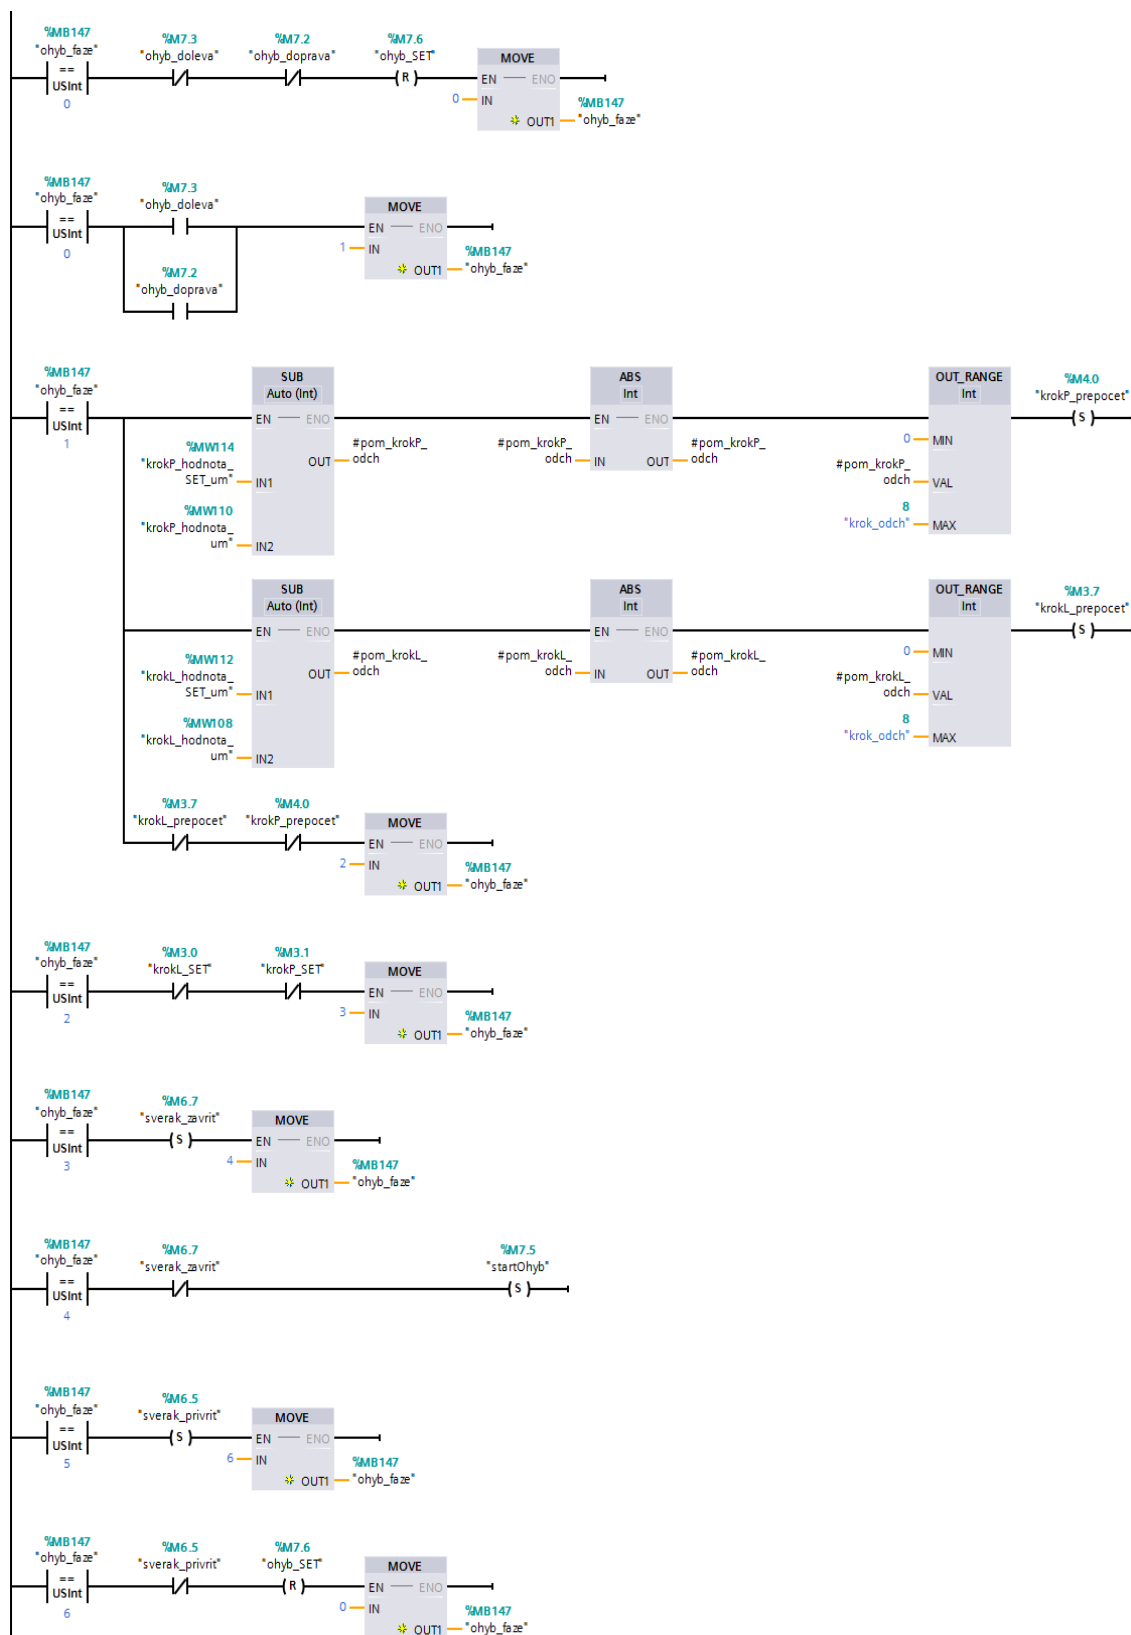 %MB147
"ohyb_faze"
==
USInt
0
%M7.3
"ohyb_doleva"
%M7.2
"ohyb_doprava"
%M7.6
"ohyb_SET"
R
MOVE
EN ENO
0 IN
OUT1
%MB147
"ohyb_faze"
%MB147
"ohyb_faze"
==
USInt
0
%M7.3
"ohyb_doleva"
%M7.2
"ohyb_doprava"
MOVE
EN ENO
1 IN
OUT1
%MB147
"ohyb_faze"
%MB147
"ohyb_faze"
==
USInt
1
SUB
Auto (Int)
EN ENO
%MW114
"krokP_hodnota_
SET_um"
IN1
%MW110
"krokP_hodnota_
um"
IN2
OUT
#pom_krokP_
odch
ABS
Int
EN ENO
#pom_krokP_
odch
IN OUT
#pom_krokP_
odch
OUT_RANGE
Int
0 MIN
#pom_krokP_
odch
VAL
8
"krok_odch"
MAX
%M4.0
"krokP_prepocet"
S
SUB
Auto (Int)
EN ENO
%MW112
"krokL_hodnota_
SET_um"
IN1
%MW108
"krokL_hodnota_
um"
IN2
OUT
#pom_krokL_
odch
ABS
Int
EN ENO
#pom_krokL_
odch
IN OUT
#pom_krokL_
odch
OUT_RANGE
Int
0 MIN
#pom_krokL_
odch
VAL
8
"krok_odch"
MAX
%M3.7
"krokL_prepocet"
S
%M3.7
"krokL_prepocet"
%M4.0
"krokP_prepocet"
MOVE
EN ENO
2 IN
OUT1
%MB147
"ohyb_faze"
%MB147
"ohyb_faze"
==
USInt
2
%M3.0
"krokL_SET"
%M3.1
"krokP_SET"
MOVE
EN ENO
3 IN
OUT1
%MB147
"ohyb_faze"
%MB147
"ohyb_faze"
==
USInt
3
%M6.7
"sverak_zavrit"
S
MOVE
EN ENO
4 IN
OUT1
%MB147
"ohyb_faze"
%MB147
"ohyb_faze"
==
USInt
4
%M6.7
"sverak_zavrit"
%M7.5
"startOhyb"
S
%MB147
"ohyb_faze"
==
USInt
5
%M6.5
"sverak_privrit"
S
MOVE
EN ENO
6 IN
OUT1
%MB147
"ohyb_faze"
%MB147
"ohyb_faze"
==
USInt
6
%M6.5
"sverak_privrit"
%M7.6
"ohyb_SET"
R
MOVE
EN ENO
0 IN
OUT1
%MB147
"ohyb_faze"